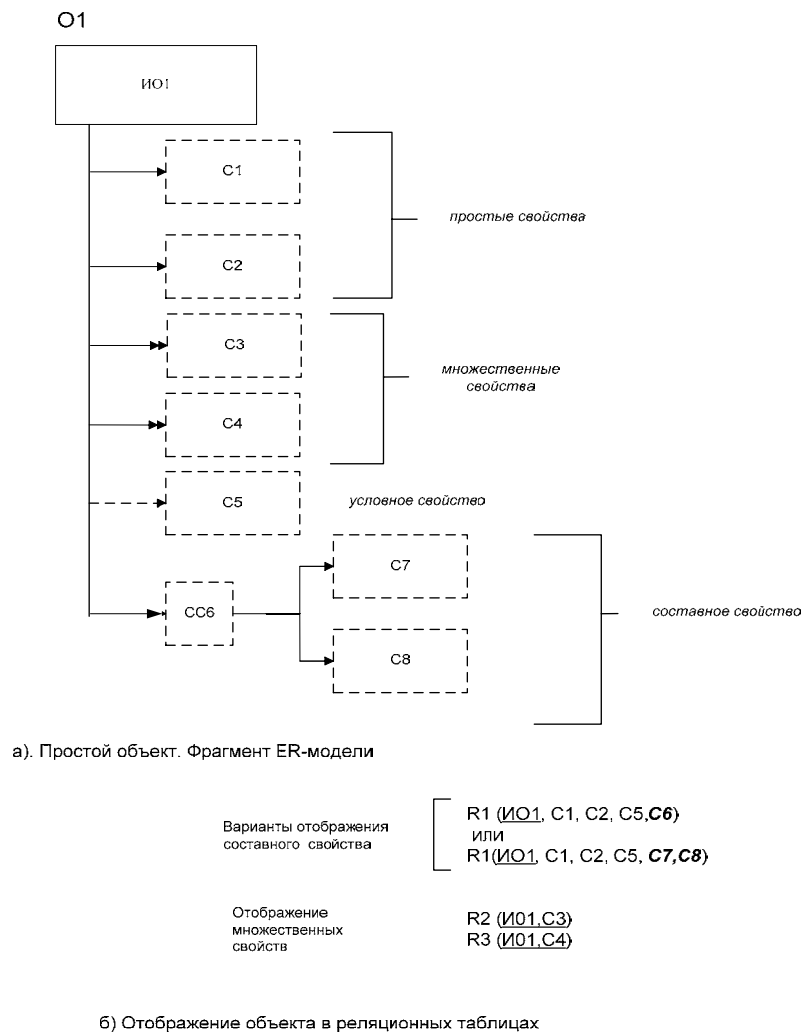 О1
ИО1
С1
простые свойства
С2
С3
множественные
свойства
С4
С5
условное свойство
С7
СС6
составное свойство
С8
а). Простой объект. Фрагмент ER-модели
Варианты отображения
составного свойства
R1 (ИО1, С1, С2, С5,С6)
или
R1(ИО1, С1, С2, С5, С7,С8)
Отображение
множественных
свойств
R2 (И01,С3)
R3 (И01,С4)
б) Отображение объекта в реляционных таблицах